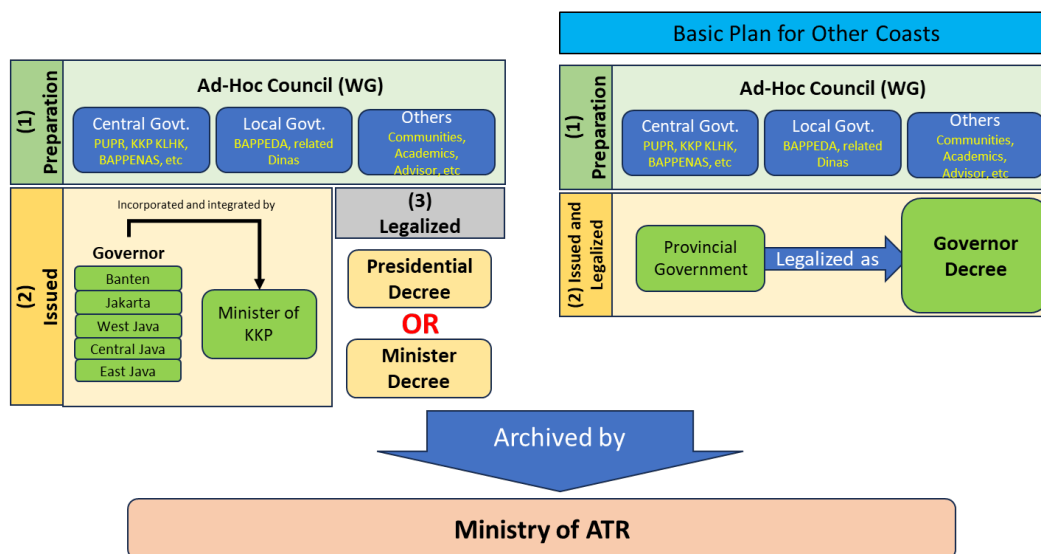 Basic Plan for Other Coasts
(1)
Preparation
Ad-Hoc Council (WG)
Central Govt.
PUPR, KKP KLHK,
BAPPENAS, etc
Local Govt.
BAPPEDA, related
Dinas
Others
Communities,
Academics,
Advisor, etc
(2)
Issued
Incorporated and integrated by
Governor
Banten
Jakarta
West Java
Central Java
East Java
Minister of
KKP
(3)
Legalized
Presidential
Decree
OR
Minister
Decree
(1)
Preparation
Ad-Hoc Council (WG)
Central Govt.
PUPR, KKP KLHK,
BAPPENAS, etc
Local Govt.
BAPPEDA, related
Dinas
Others
Communities,
Academics,
Advisor, etc
(2) Issued and
Legalized
Provincial
Government
Legalized as
Governor
Decree
Archived by
Ministry of ATR